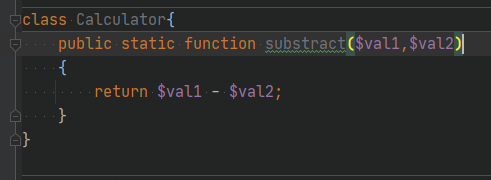 class Calculator{
public static function substract($val1,$val2)
{
return $val1 - $val2;
}
}